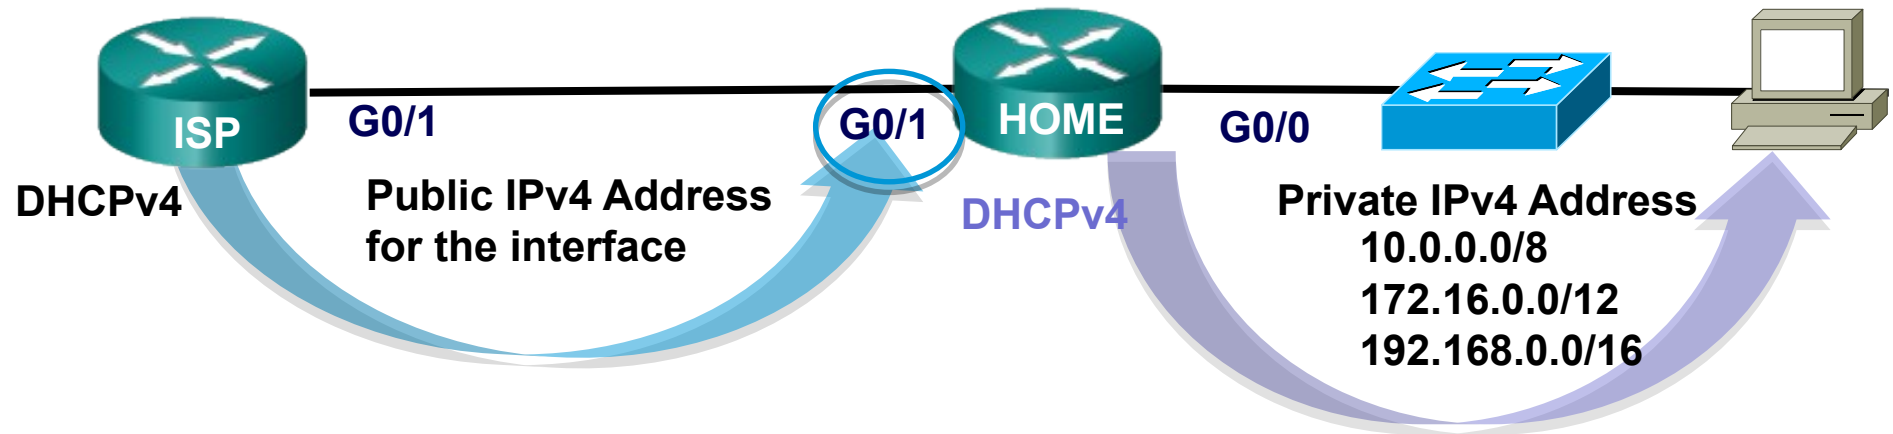 ISP
G0/1
G0/1
HOME
G0/0
DHCPv4
Public IPv4 Address
for the interface
DHCPv4
Private IPv4 Address
10.0.0.0/8
172.16.0.0/12
192.168.0.0/16